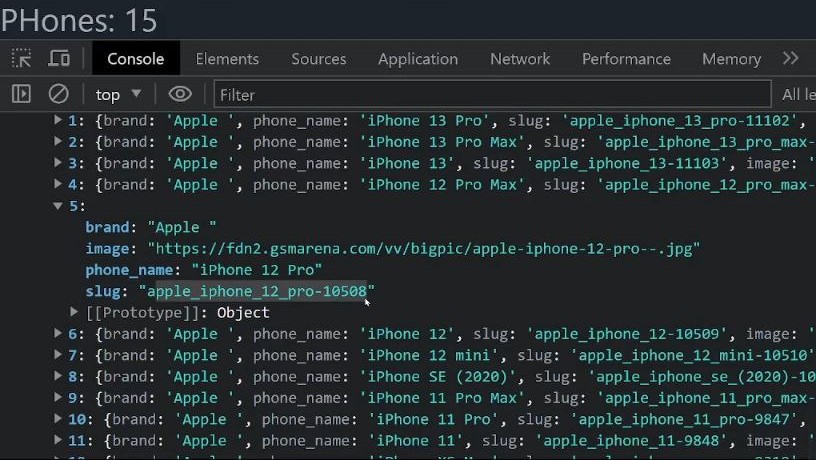 PHones: 15
Console Elements Sources Application Network Performance Memory
top Filter All le
1: {brand: 'Apple ', phone_name: 'iPhone 13 Pro', slug: 'apple_iphone_13_pro-11102',
2: {brand: 'Apple ', phone_name: 'iPhone 13 Pro Max', slug: 'apple_iphone_13_pro_max-
3: {brand: 'Apple ', phone_name: 'iPhone 13', slug: 'apple_iphone_13-11103', image: '
4: {brand: 'Apple ', phone_name: 'iPhone 12 Pro Max', slug: 'apple_iphone_12_pro_max-
5:
brand: "Apple "
image: "https://fdn2.gsmarena.com/vv/bigpic/apple-iphone-12-pro--.jpg"
phone_name: "iPhone 12 Pro"
slug: "apple_iphone_12_pro-10508"
[[Prototype]]: Object
6: {brand: 'Apple ', phone_name: 'iPhone 12', slug: 'apple_iphone_12-10509', image: '
7: {brand: 'Apple ', phone_name: 'iPhone 12 mini', slug: 'apple_iphone_12_mini-10510'
8: {brand: 'Apple ', phone_name: 'iPhone SE (2020)', slug: 'apple_iphone_se_(2020)-10
9: {brand: 'Apple ', phone_name: 'iPhone 11 Pro Max', slug: 'apple_iphone_11_pro_max-
10: {brand: 'Apple ', phone_name: 'iPhone 11 Pro', slug: 'apple_iphone_11_pro-9847',
11: {brand: 'Apple ', phone_name: 'iPhone 11', slug: 'apple_iphone_11-9848', image: